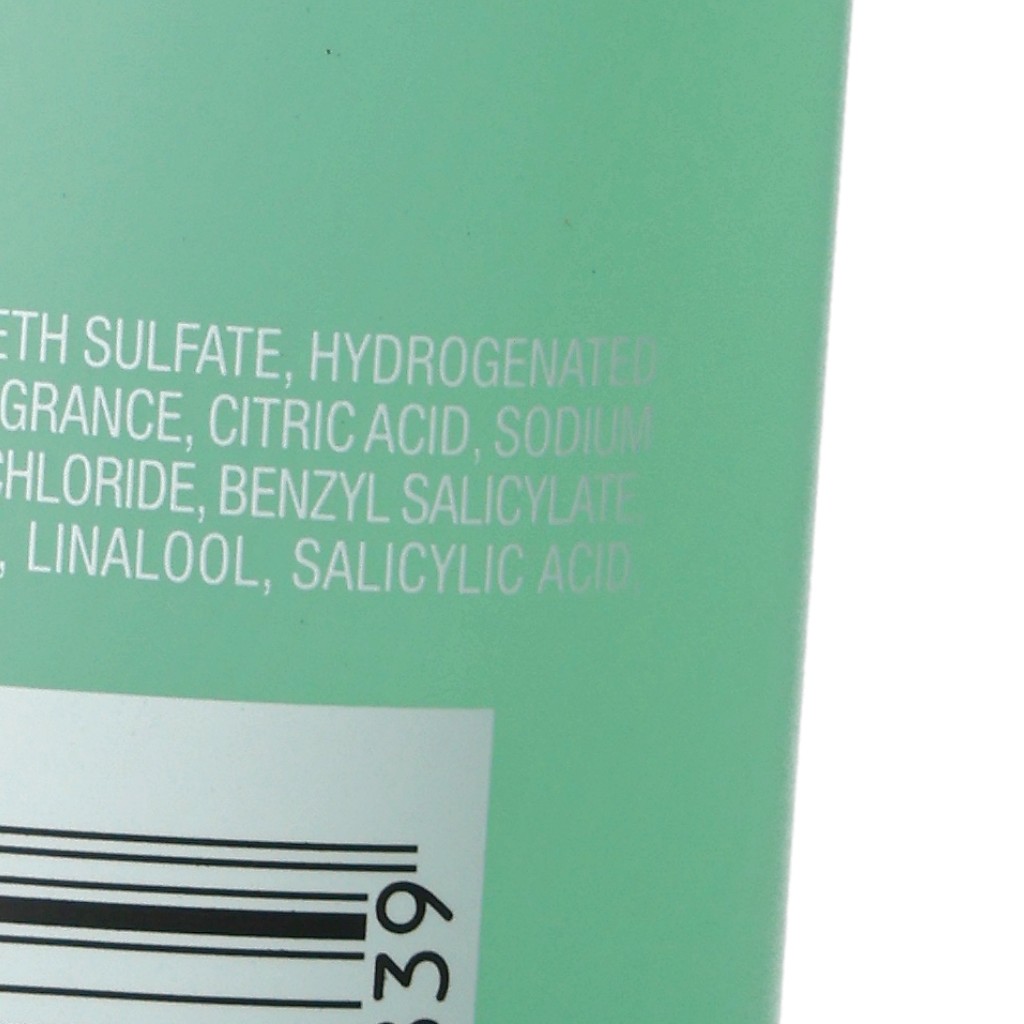 ETH SULFATE, HYDROGENATED
GRANCE, CITRIC ACID, SODIUM
CHLORIDE, BENZYL SALICYLATE,
, LINALOOL, SALICYLIC ACID.
39